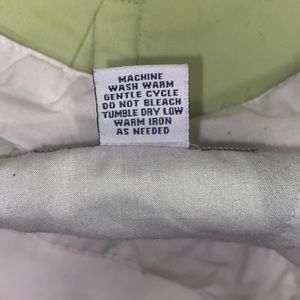 MACHINE
WASH WARM
GENTLE CYCLE
DO NOT BLEACH
TUMBLE DRY LOW
WARM IRON
AS NEEDED